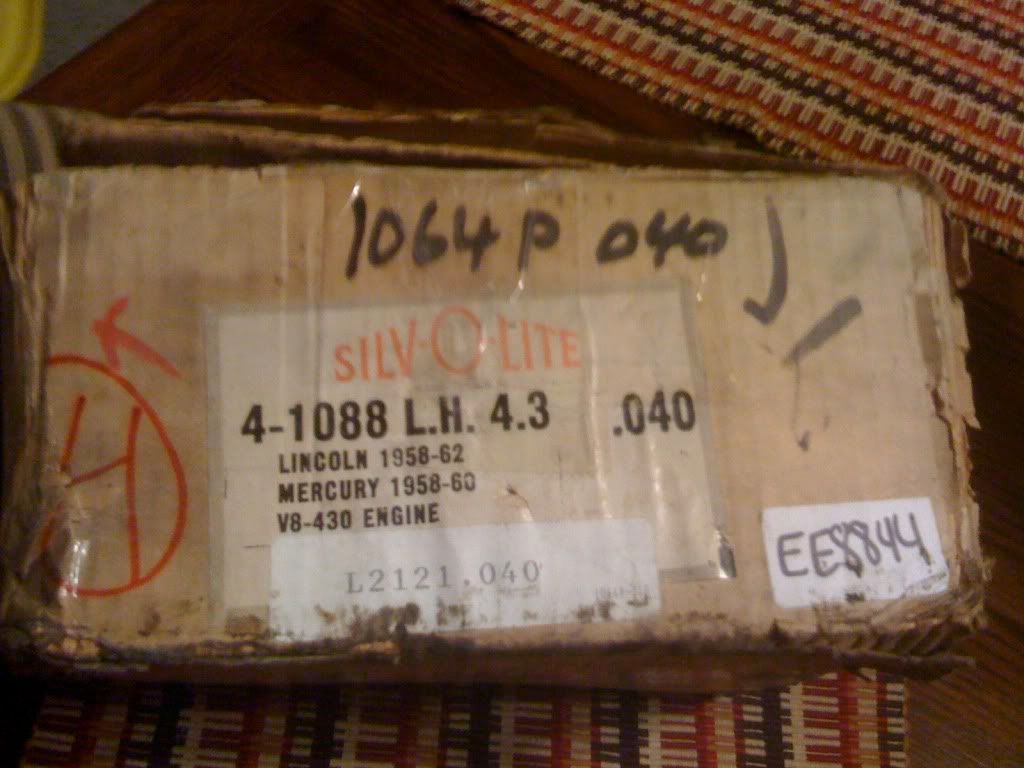 1064P 040
SILV-O-LITE
4-1088 L.H. 4.3 .040
LINCOLN 1958-62
MERCURY 1958-60
V8-430 ENGINE
L2121.040
EE8844
H